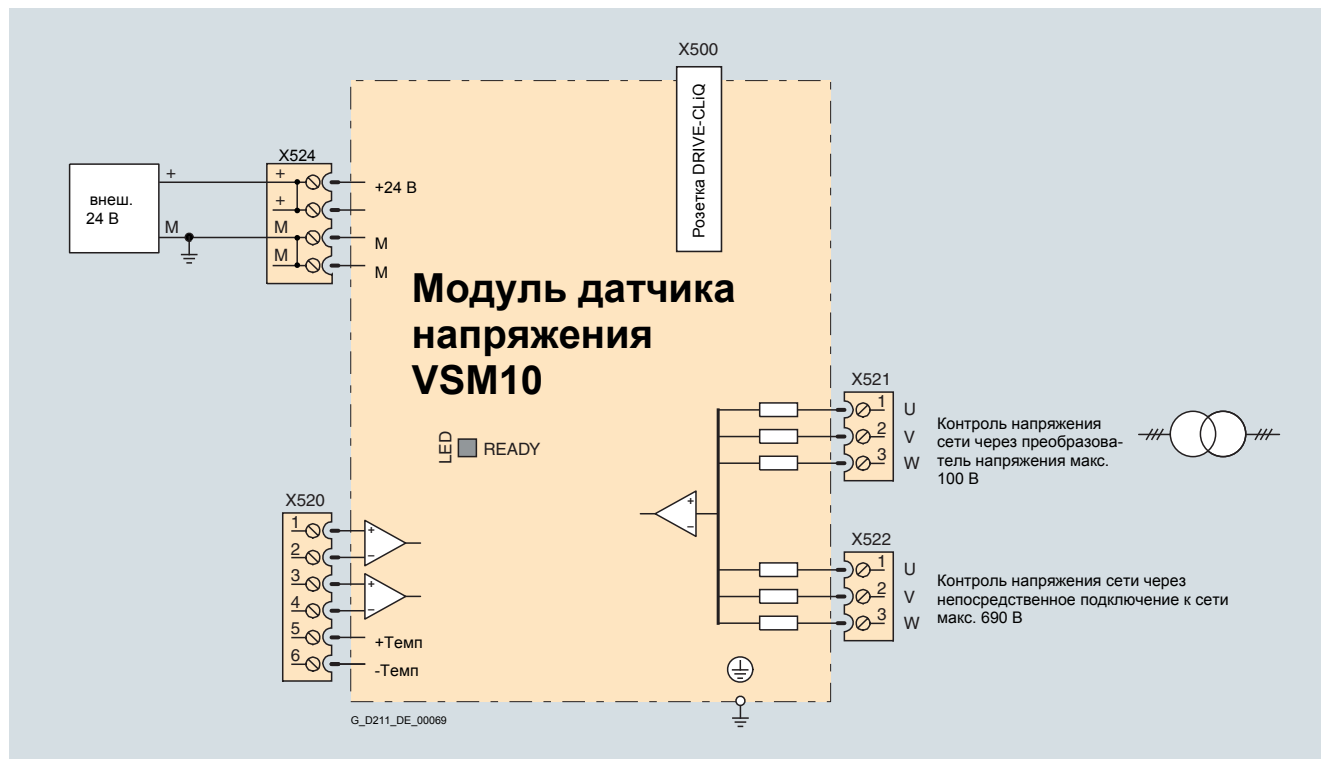 X500
Розетка DRIVE-CLiQ
X524
внеш.
24 В
+
M
+
+
M
M
+24 В
M
M
Модуль датчика
напряжения
VSM10
LED
READY
X521
1
2
3
U
V
W
Контроль напряжения
сети через преобразова-
тель напряжения макс.
100 В
+
–
X520
1
2
3
4
5
6
+
–
+
–
+Темп
-Темп
X522
1
2
3
U
V
W
Контроль напряжения сети через
непосредственное подключение к сети
макс. 690 В
G_D211_DE_00069